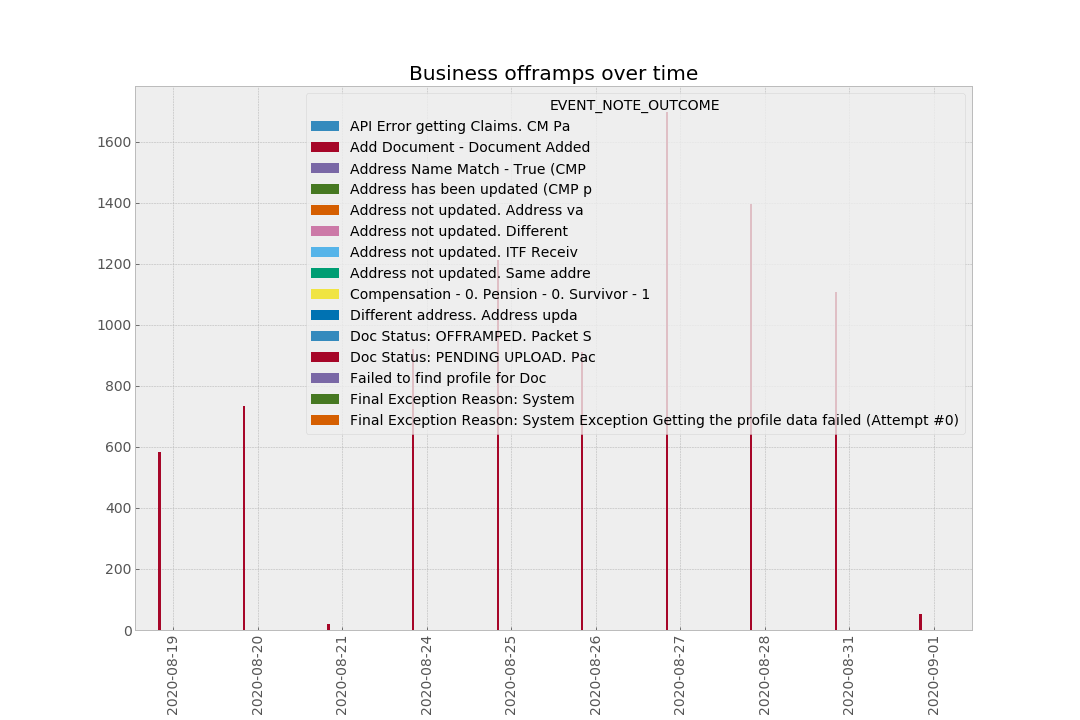 Business offramps over time
EVENT_NOTE_OUTCOME
API Error getting Claims. CM Pa
Add Document - Document Added
Address Name Match - True (CMP
Address has been updated (CMP p
Address not updated. Address va
Address not updated. Different
Address not updated. ITF Receiv
Address not updated. Same addre
Compensation - 0. Pension - 0. Survivor - 1
Different address. Address upda
Doc Status: OFFRAMPED. Packet S
Doc Status: PENDING UPLOAD. Pac
Failed to find profile for Doc
Final Exception Reason: System
Final Exception Reason: System Exception Getting the profile data failed (Attempt #0)
1600
1400
1200
1000
800
600
400
200
0
2020-08-19
2020-08-20
2020-08-21
2020-08-24
2020-08-25
2020-08-26
2020-08-27
2020-08-28
2020-08-31
2020-09-01